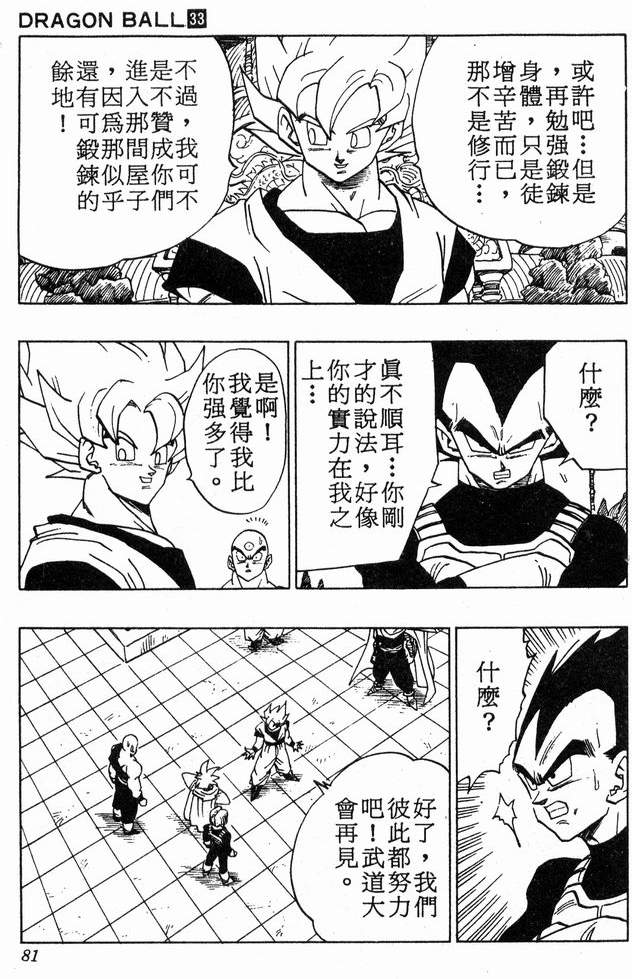 DRAGON BALL 33
或許吧…但是
，再勉强鍛鍊
身體，只是徒
增辛苦而已，
那不是修行…
不過，我可不
是不贊成你們
進入那間屋子
，因爲那似乎
還有可鍛鍊的
餘地！
什麼？
眞不順耳…你剛
才的說法，好像
你的實力在我之
上…
是啊！
我覺得我比
你强多了。
什麼？
好了，我們
彼此都努力
吧！武道大
會再見。
81